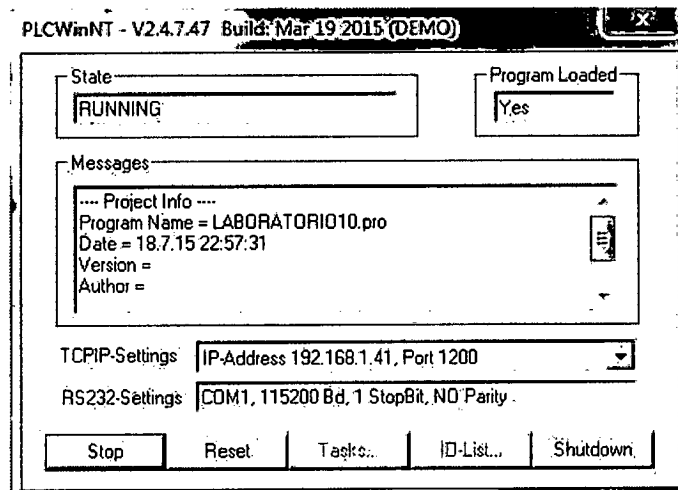 PLCWinNT - V2.4.7.47 Build: Mar 19 2015 (DEMO)
State
Program Loaded
RUNNING
Yes
Messages
---- Project Info ----
Program Name = LABORATORIO10.pro
Date = 18.7.15 22:57:31
Version =
Author =
TCPIP-Settings IP-Address 192.168.1.41, Port 1200
RS232-Settings COM1, 115200 Bd, 1 StopBit, NO Parity
Stop Reset Tasks... ID-List... Shutdown